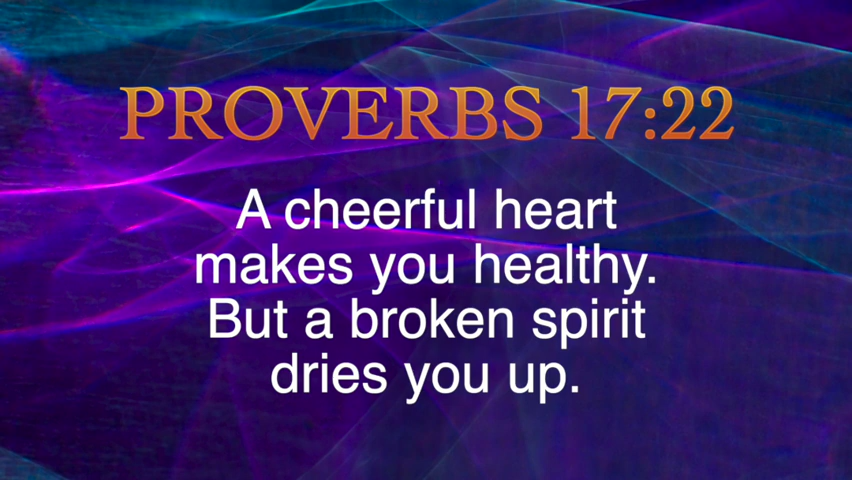 PROVERBS 17:22
A cheerful heart
makes you healthy.
But a broken spirit
dries you up.